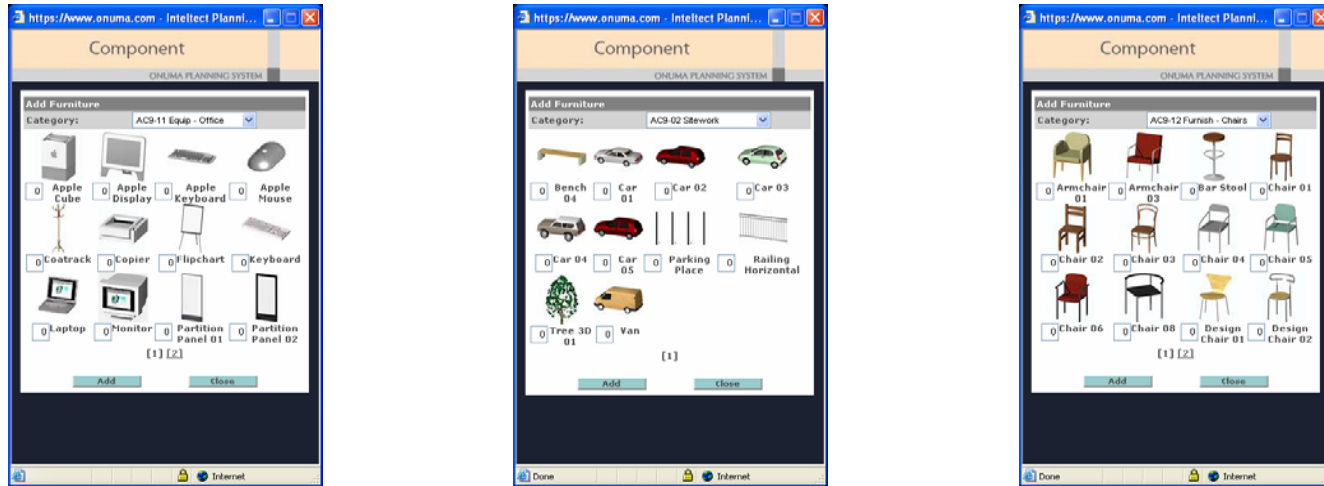 https://www.onuma.com - Inteltect Planni...
Component
ONUMA PLANNING SYSTEM
Add Furniture
Category: AC9-11 Equip - Office
0 Apple Cube 0 Apple Display 0 Apple Keyboard 0 Apple Mouse
0 Coatrack 0 Copier 0 Flipchart 0 Keyboard
0 Laptop 0 Monitor 0 Partition Panel 01 0 Partition Panel 02
[1] [2]
Add Close
Internet
https://www.onuma.com - Inteltect Planni...
Component
ONUMA PLANNING SYSTEM
Add Furniture
Category: AC9-02 Sitework
0 Bench 04 0 Car 01 0 Car 02 0 Car 03
0 Car 04 0 Car 05 0 Parking Place 0 Railing Horizontal
0 Tree 3D 01 0 Van
[1]
Add Close
Done Internet
https://www.onuma.com - Inteltect Planni...
Component
ONUMA PLANNING SYSTEM
Add Furniture
Category: AC9-12 Furnish - Chairs
0 Armchair 01 0 Armchair 03 0 Bar Stool 0 Chair 01
0 Chair 02 0 Chair 03 0 Chair 04 0 Chair 05
0 Chair 06 0 Chair 08 0 Design Chair 01 0 Design Chair 02
[1] [2]
Add Close
Done Internet